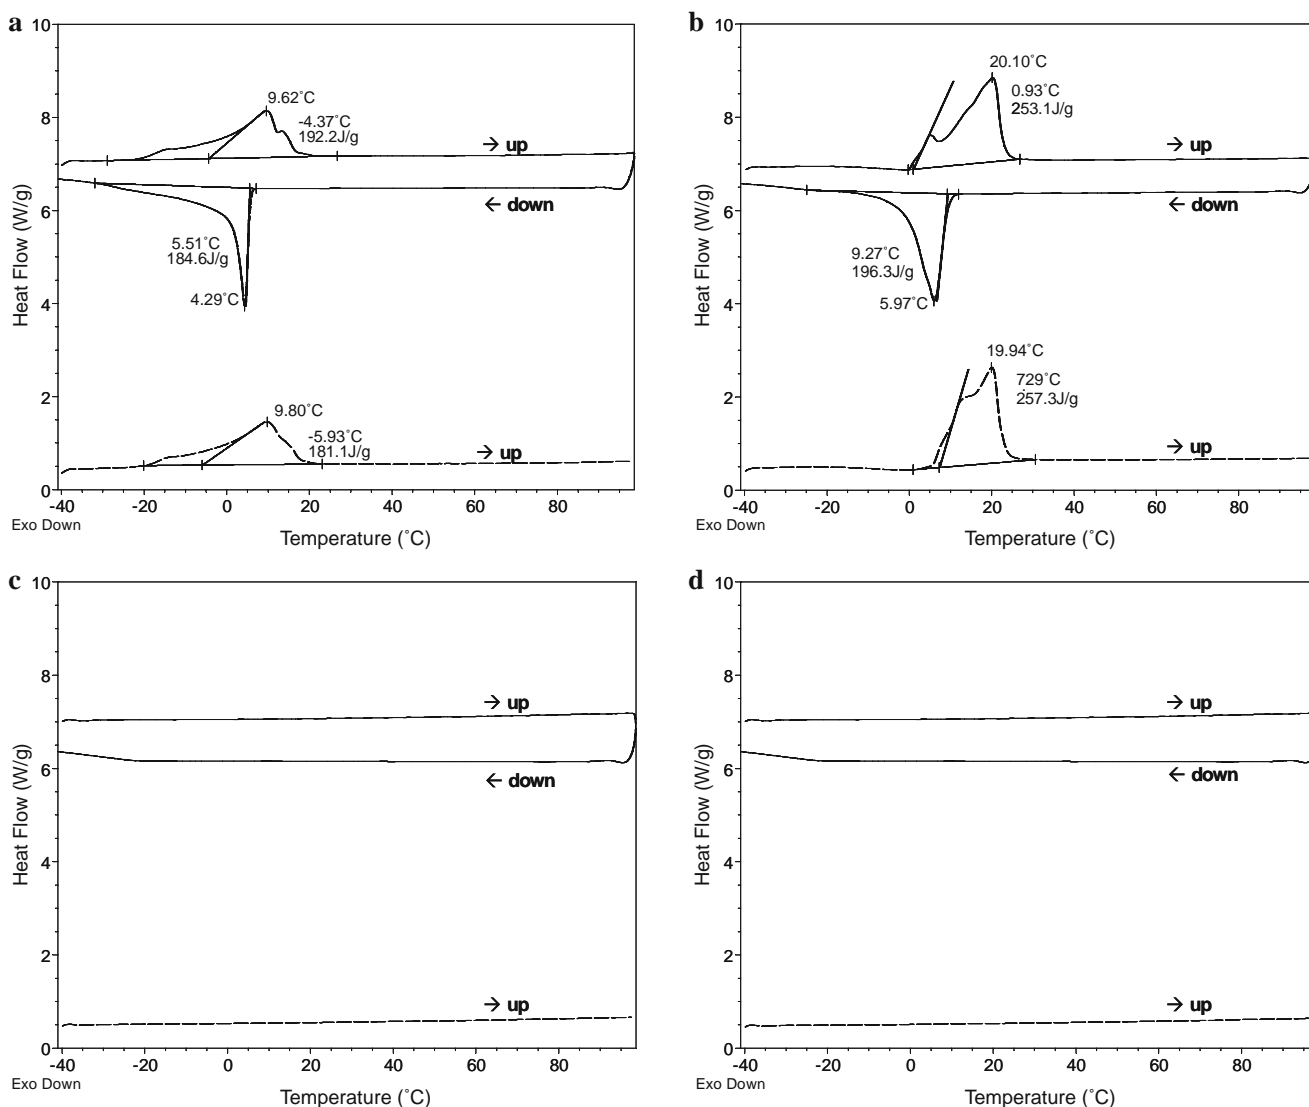 a
10
8
6
4
2
0
Heat Flow (W/g)
9.62˚C
-4.37˚C
192.2J/g
→ up
← down
5.51˚C
184.6J/g
4.29˚C
9.80˚C
-5.93˚C
181.1J/g
→ up
-40 -20 0 20 40 60 80
Exo Down
Temperature (˚C)
b
10
8
6
4
2
0
Heat Flow (W/g)
20.10˚C
0.93˚C
253.1J/g
→ up
← down
9.27˚C
196.3J/g
5.97˚C
19.94˚C
729˚C
257.3J/g
→ up
-40 -20 0 20 40 60 80
Exo Down
Temperature (˚C)
c
10
8
6
4
2
0
Heat Flow (W/g)
→ up
← down
→ up
-40 -20 0 20 40 60 80
Exo Down
Temperature (˚C)
d
10
8
6
4
2
0
Heat Flow (W/g)
→ up
← down
→ up
-40 -20 0 20 40 60 80
Exo Down
Temperature (˚C)